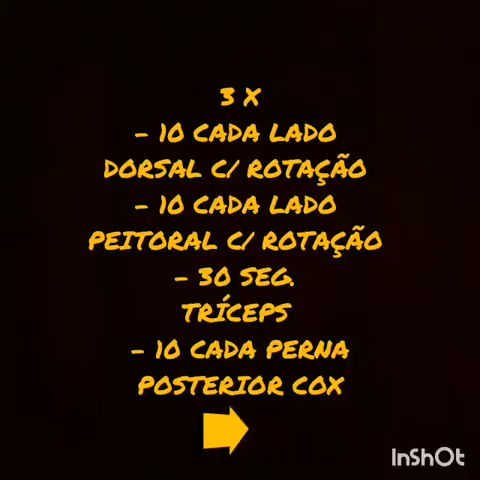 3 X
- 10 CADA LADO
DORSAL C/ ROTAÇÃO
- 10 CADA LADO
PEITORAL C/ ROTAÇÃO
- 30 SEG.
TRÍCEPS
- 10 CADA PERNA
POSTERIOR COX
InShOt